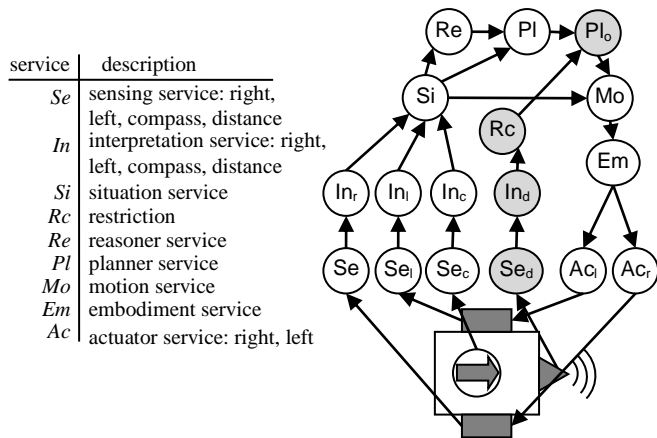 service description
Se sensing service: right,
left, compass, distance
In interpretation service: right,
left, compass, distance
Si situation service
Rc restriction
Re reasoner service
Pl planner service
Mo motion service
Em embodiment service
Ac actuator service: right, left
Re Pl Plo
Si Mo
Rc
Em
Inr Inl Inc Ind
Se Sel Sec Sed Acl Acr